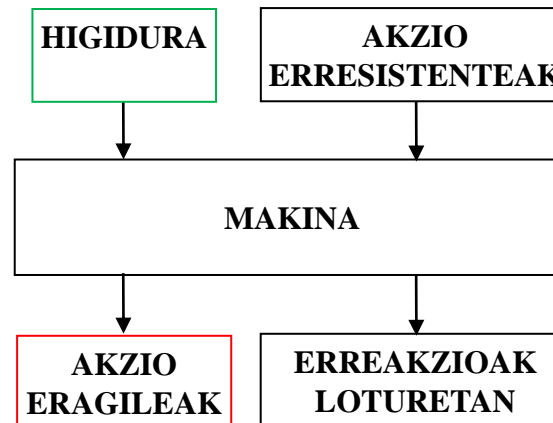 HIGIDURA
AKZIO
ERRESISTENTEAK
MAKINA
AKZIO
ERAGILEAK
ERREAKZIOAK
LOTURETAN